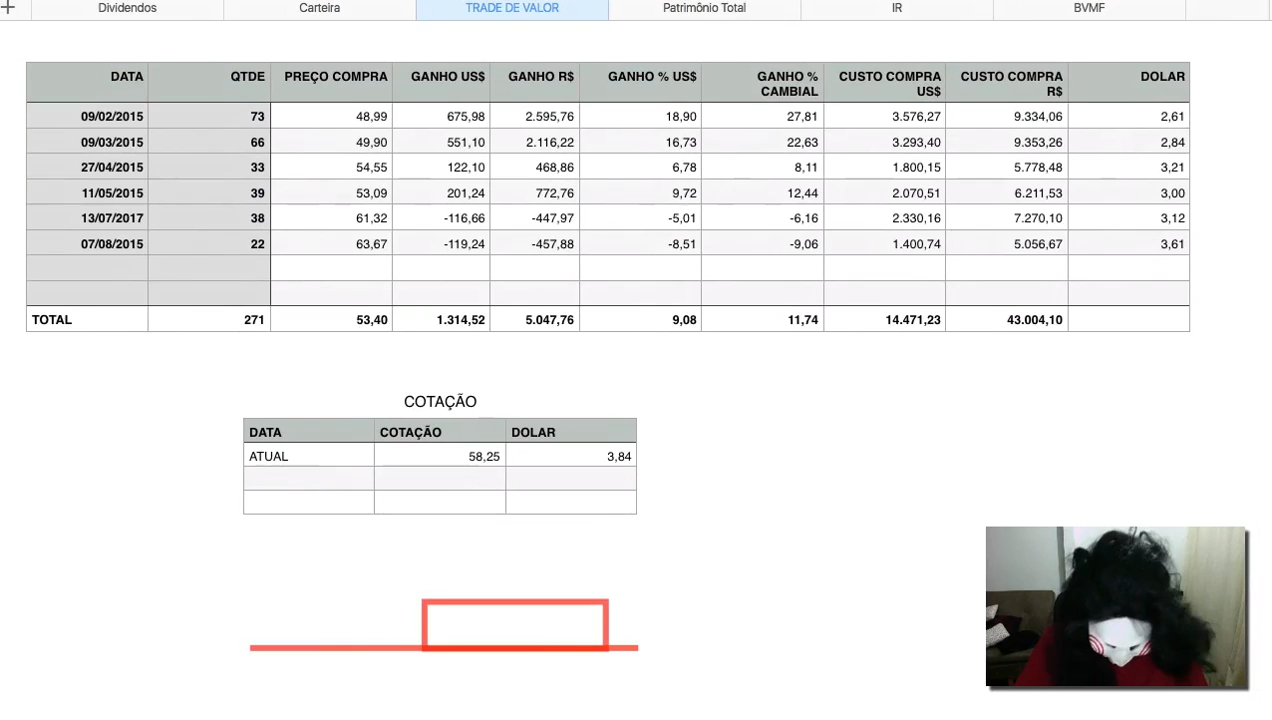 Dividendos Carteira TRADE DE VALOR Patrimônio Total IR BVMF
DATA QTDE PREÇO COMPRA GANHO US$ GANHO R$ GANHO % US$ GANHO % CAMBIAL CUSTO COMPRA US$ CUSTO COMPRA R$ DOLAR
09/02/2015 73 48,99 675,98 2.595,76 18,90 27,81 3.576,27 9.334,06 2,61
09/03/2015 66 49,90 551,10 2.116,22 16,73 22,63 3.293,40 9.353,26 2,84
27/04/2015 33 54,55 122,10 468,86 6,78 8,11 1.800,15 5.778,48 3,21
11/05/2015 39 53,09 201,24 772,76 9,72 12,44 2.070,51 6.211,53 3,00
13/07/2017 38 61,32 -116,66 -447,97 -5,01 -6,16 2.330,16 7.270,10 3,12
07/08/2015 22 63,67 -119,24 -457,88 -8,51 -9,06 1.400,74 5.056,67 3,61
TOTAL 271 53,40 1.314,52 5.047,76 9,08 11,74 14.471,23 43.004,10
COTAÇÃO
DATA COTAÇÃO DOLAR
ATUAL 58,25 3,84